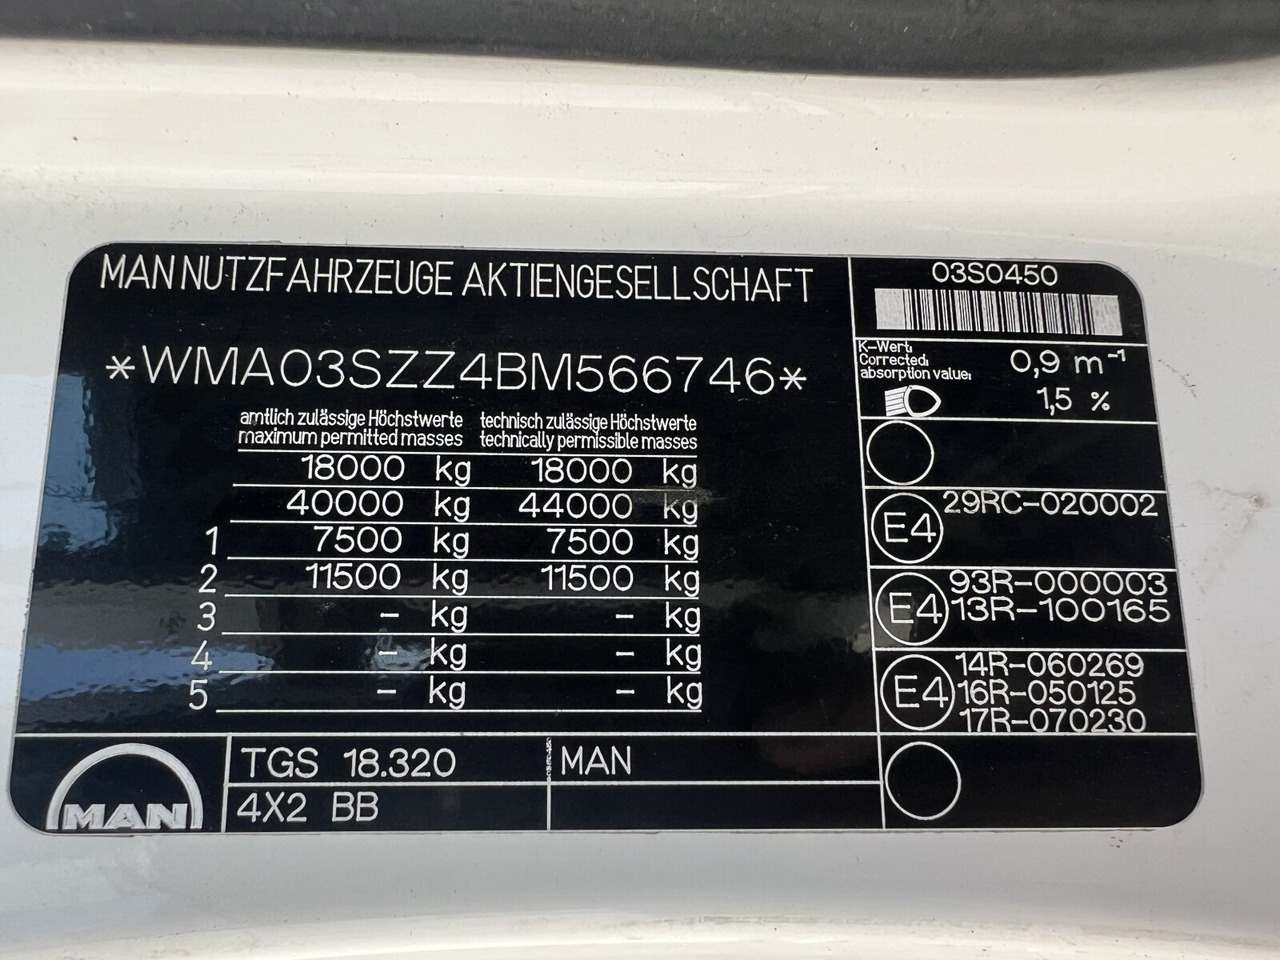 MAN NUTZFAHRZEUGE AKTIENGESELLSCHAFT
*WMA03SZZ4BM566746*
amtlich zulässige Höchstwerte technisch zulässige Höchstwerte
maximum permitted masses technically permissible masses
18000 kg 18000 kg
40000 kg 44000 kg
1 7500 kg 7500 kg
2 11500 kg 11500 kg
3 - kg - kg
4 - kg - kg
5 - kg - kg
MAN
TGS 18.320 MAN
4X2 BB
03S0450
K-Wert:
Corrected:
absorption value:
0,9 m⁻¹
1,5 %
E4 29RC-020002
E4 93R-000003
13R-100165
E4 14R-060269
16R-050125
17R-070230